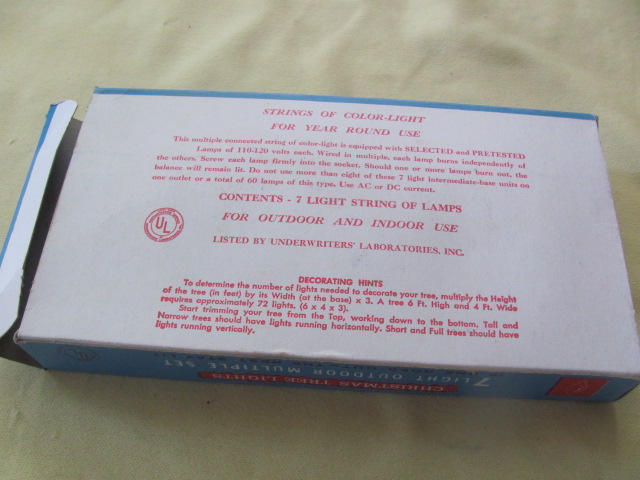 STRINGS OF COLOR-LIGHT
FOR YEAR ROUND USE
This multiple connected string of color-light is equipped with SELECTED and PRETESTED
Lamps of 110-120 volts each. Wired in multiple, each lamp burns independently of
the others. Screw each lamp firmly into the socket. Should one or more lamps burn out, the
balance will remain lit. Do not use more than eight of these 7 light intermediate-base units on
one outlet or a total of 60 lamps of this type. Use AC or DC current.
CONTENTS - 7 LIGHT STRING OF LAMPS
FOR OUTDOOR AND INDOOR USE
UL
LISTED BY UNDERWRITERS' LABORATORIES, INC.
DECORATING HINTS
To determine the number of lights needed to decorate your tree, multiply the Height
of the tree (in feet) by its Width (at the base) x 3. A tree 6 Ft. High and 4 Ft. Wide
requires approximately 72 lights. (6 x 4 x 3).
Start trimming your tree from the Top, working down to the bottom. Tall and
Narrow trees should have lights running horizontally. Short and Full trees should have
lights running vertically.
7 LIGHT OUTDOOR MULTIPLE SET
CHRISTMAS TREE LIGHTS